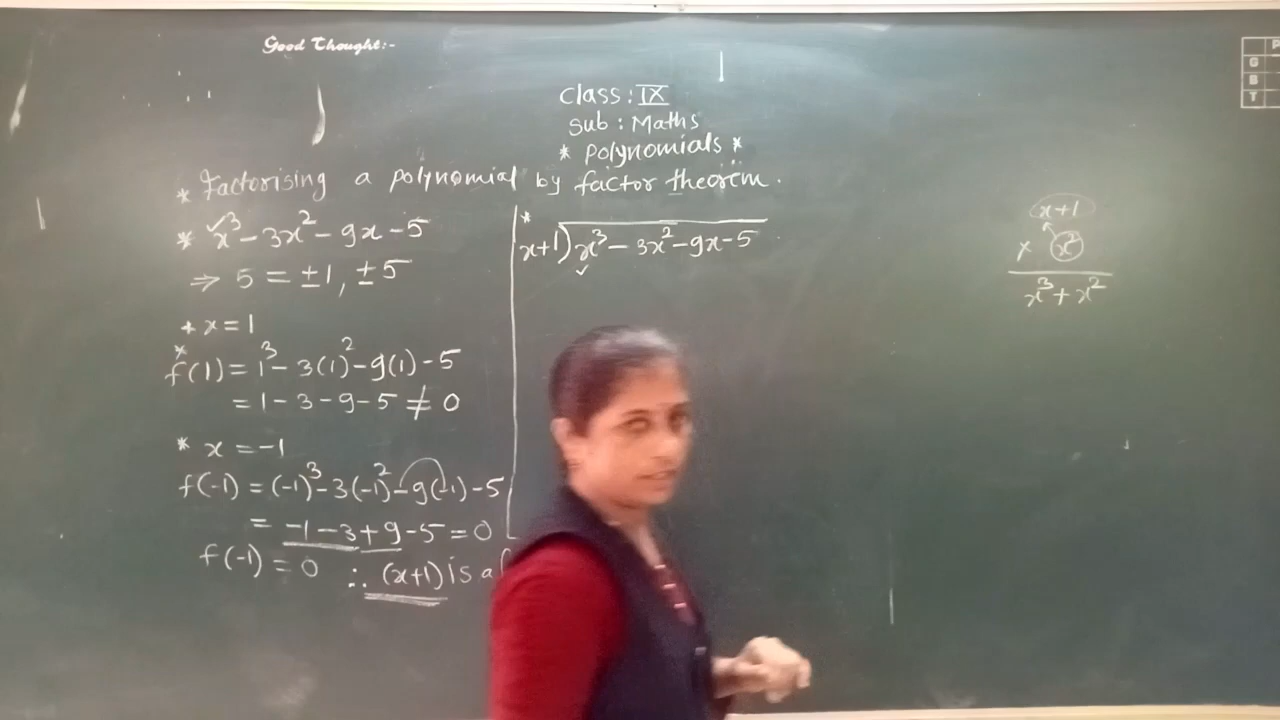 Good Thought:-
Class : IX
Sub : Maths
* Polynomials *
* Factorising a polynomial by factor theorem.
* x³ - 3x² - 9x - 5
⇒ 5 = ±1, ±5
* x = 1
f(1) = 1³ - 3(1)² - 9(1) - 5
= 1 - 3 - 9 - 5 ≠ 0
* x = -1
f(-1) = (-1)³ - 3(-1)² - 9(-1) - 5
= -1 - 3 + 9 - 5 = 0
f(-1) = 0 ∴ (x+1) is a
* x+1) x³ - 3x² - 9x - 5
x+1
× x²
x³ + x²
G
B
T